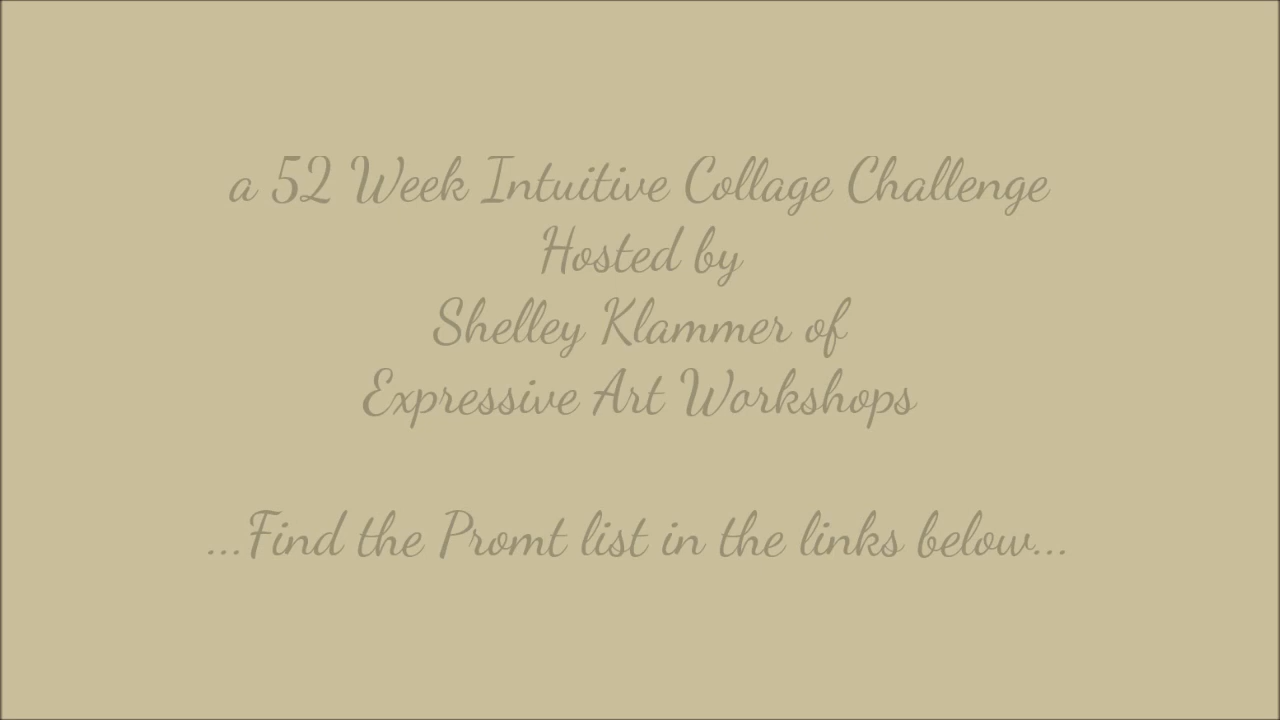 a 52 Week Intuitive Collage Challenge
Hosted by
Shelley Klammer of
Expressive Art Workshops
...Find the Promt list in the links below...